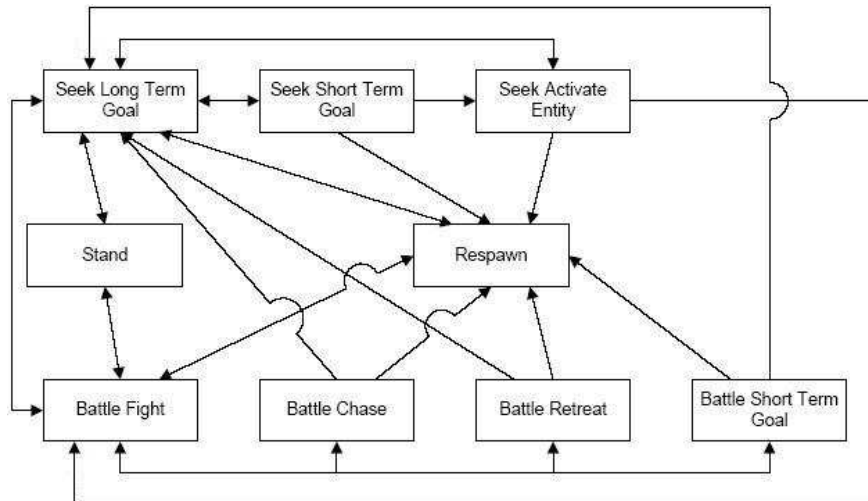 Seek Long Term
Goal
Seek Short Term
Goal
Seek Activate
Entity
Stand
Respawn
Battle Fight
Battle Chase
Battle Retreat
Battle Short Term
Goal